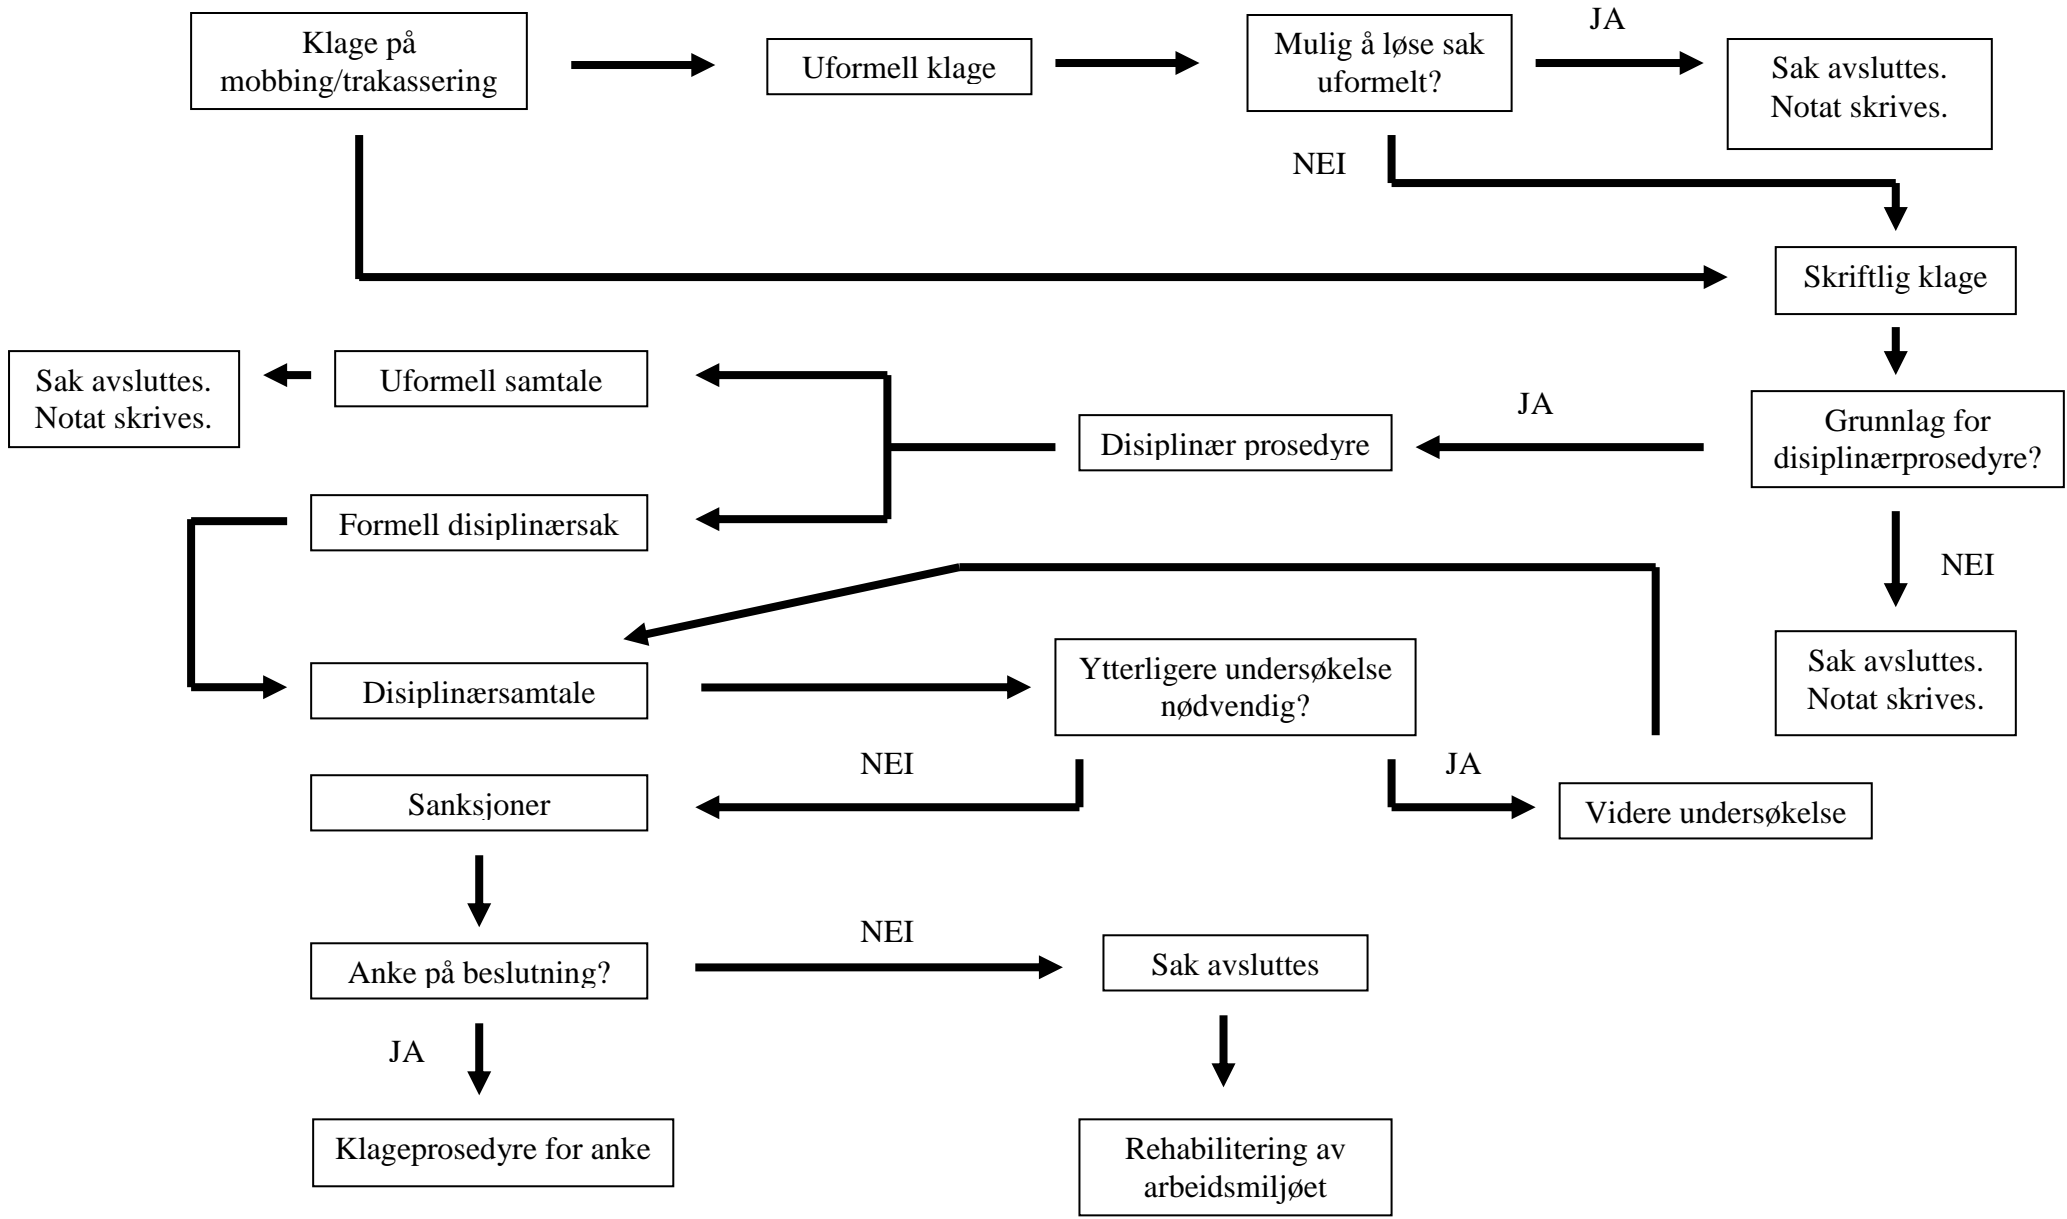 JA
Klage på
mobbing/trakassering
Uformell klage
Mulig å løse sak
uformelt?
Sak avsluttes.
Notat skrives.
NEI
Skriftlig klage
Sak avsluttes.
Notat skrives.
Uformell samtale
JA
Disiplinær prosedyre
Grunnlag for
disiplinærprosedyre?
Formell disiplinærsak
NEI
Disiplinærsamtale
Ytterligere undersøkelse
nødvendig?
Sak avsluttes.
Notat skrives.
NEI
JA
Sanksjoner
Videre undersøkelse
NEI
Anke på beslutning?
Sak avsluttes
JA
Klageprosedyre for anke
Rehabilitering av
arbeidsmiljøet